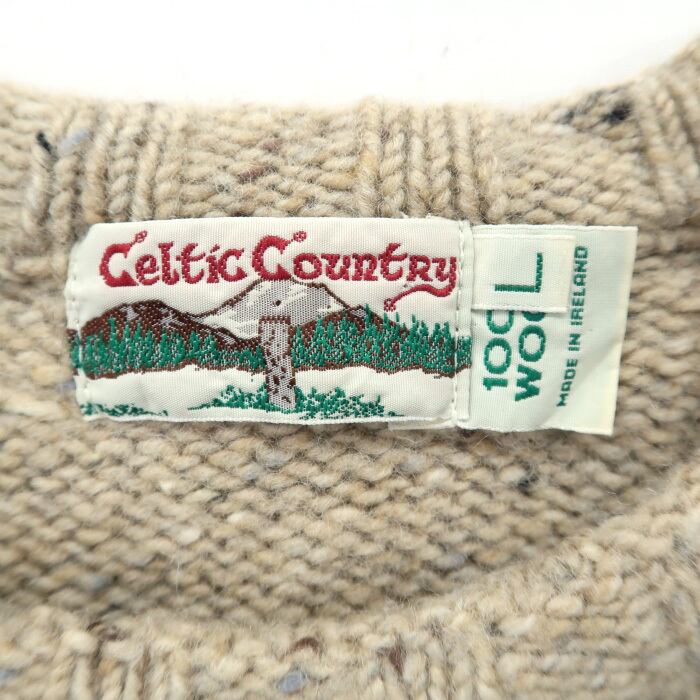 Celtic Country
L
100
WOOL
MADE IN IRELAND